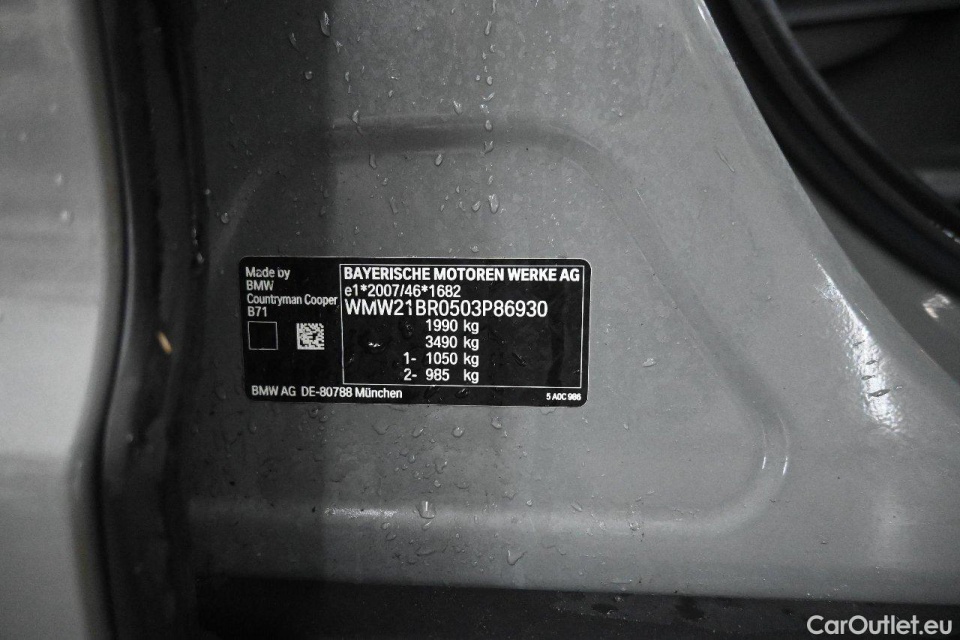 Made by
BMW
Countryman Cooper
B71
BAYERISCHE MOTOREN WERKE AG
e1*2007/46*1682
WMW21BR0503P86930
1990 kg
3490 kg
1- 1050 kg
2- 985 kg
BMW AG DE-80788 München
5 A0C 986
CarOutlet.eu